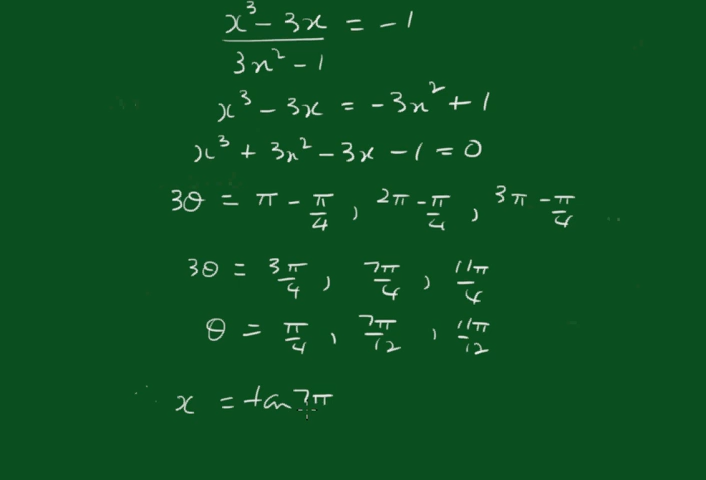 x³ - 3x / 3x² - 1 = -1
x³ - 3x = -3x² + 1
x³ + 3x² - 3x - 1 = 0
3θ = π - π/4 , 2π - π/4 , 3π - π/4
3θ = 3π/4 , 7π/4 , 11π/4
θ = π/4 , 7π/12 , 11π/12
∴ x = tan 7π